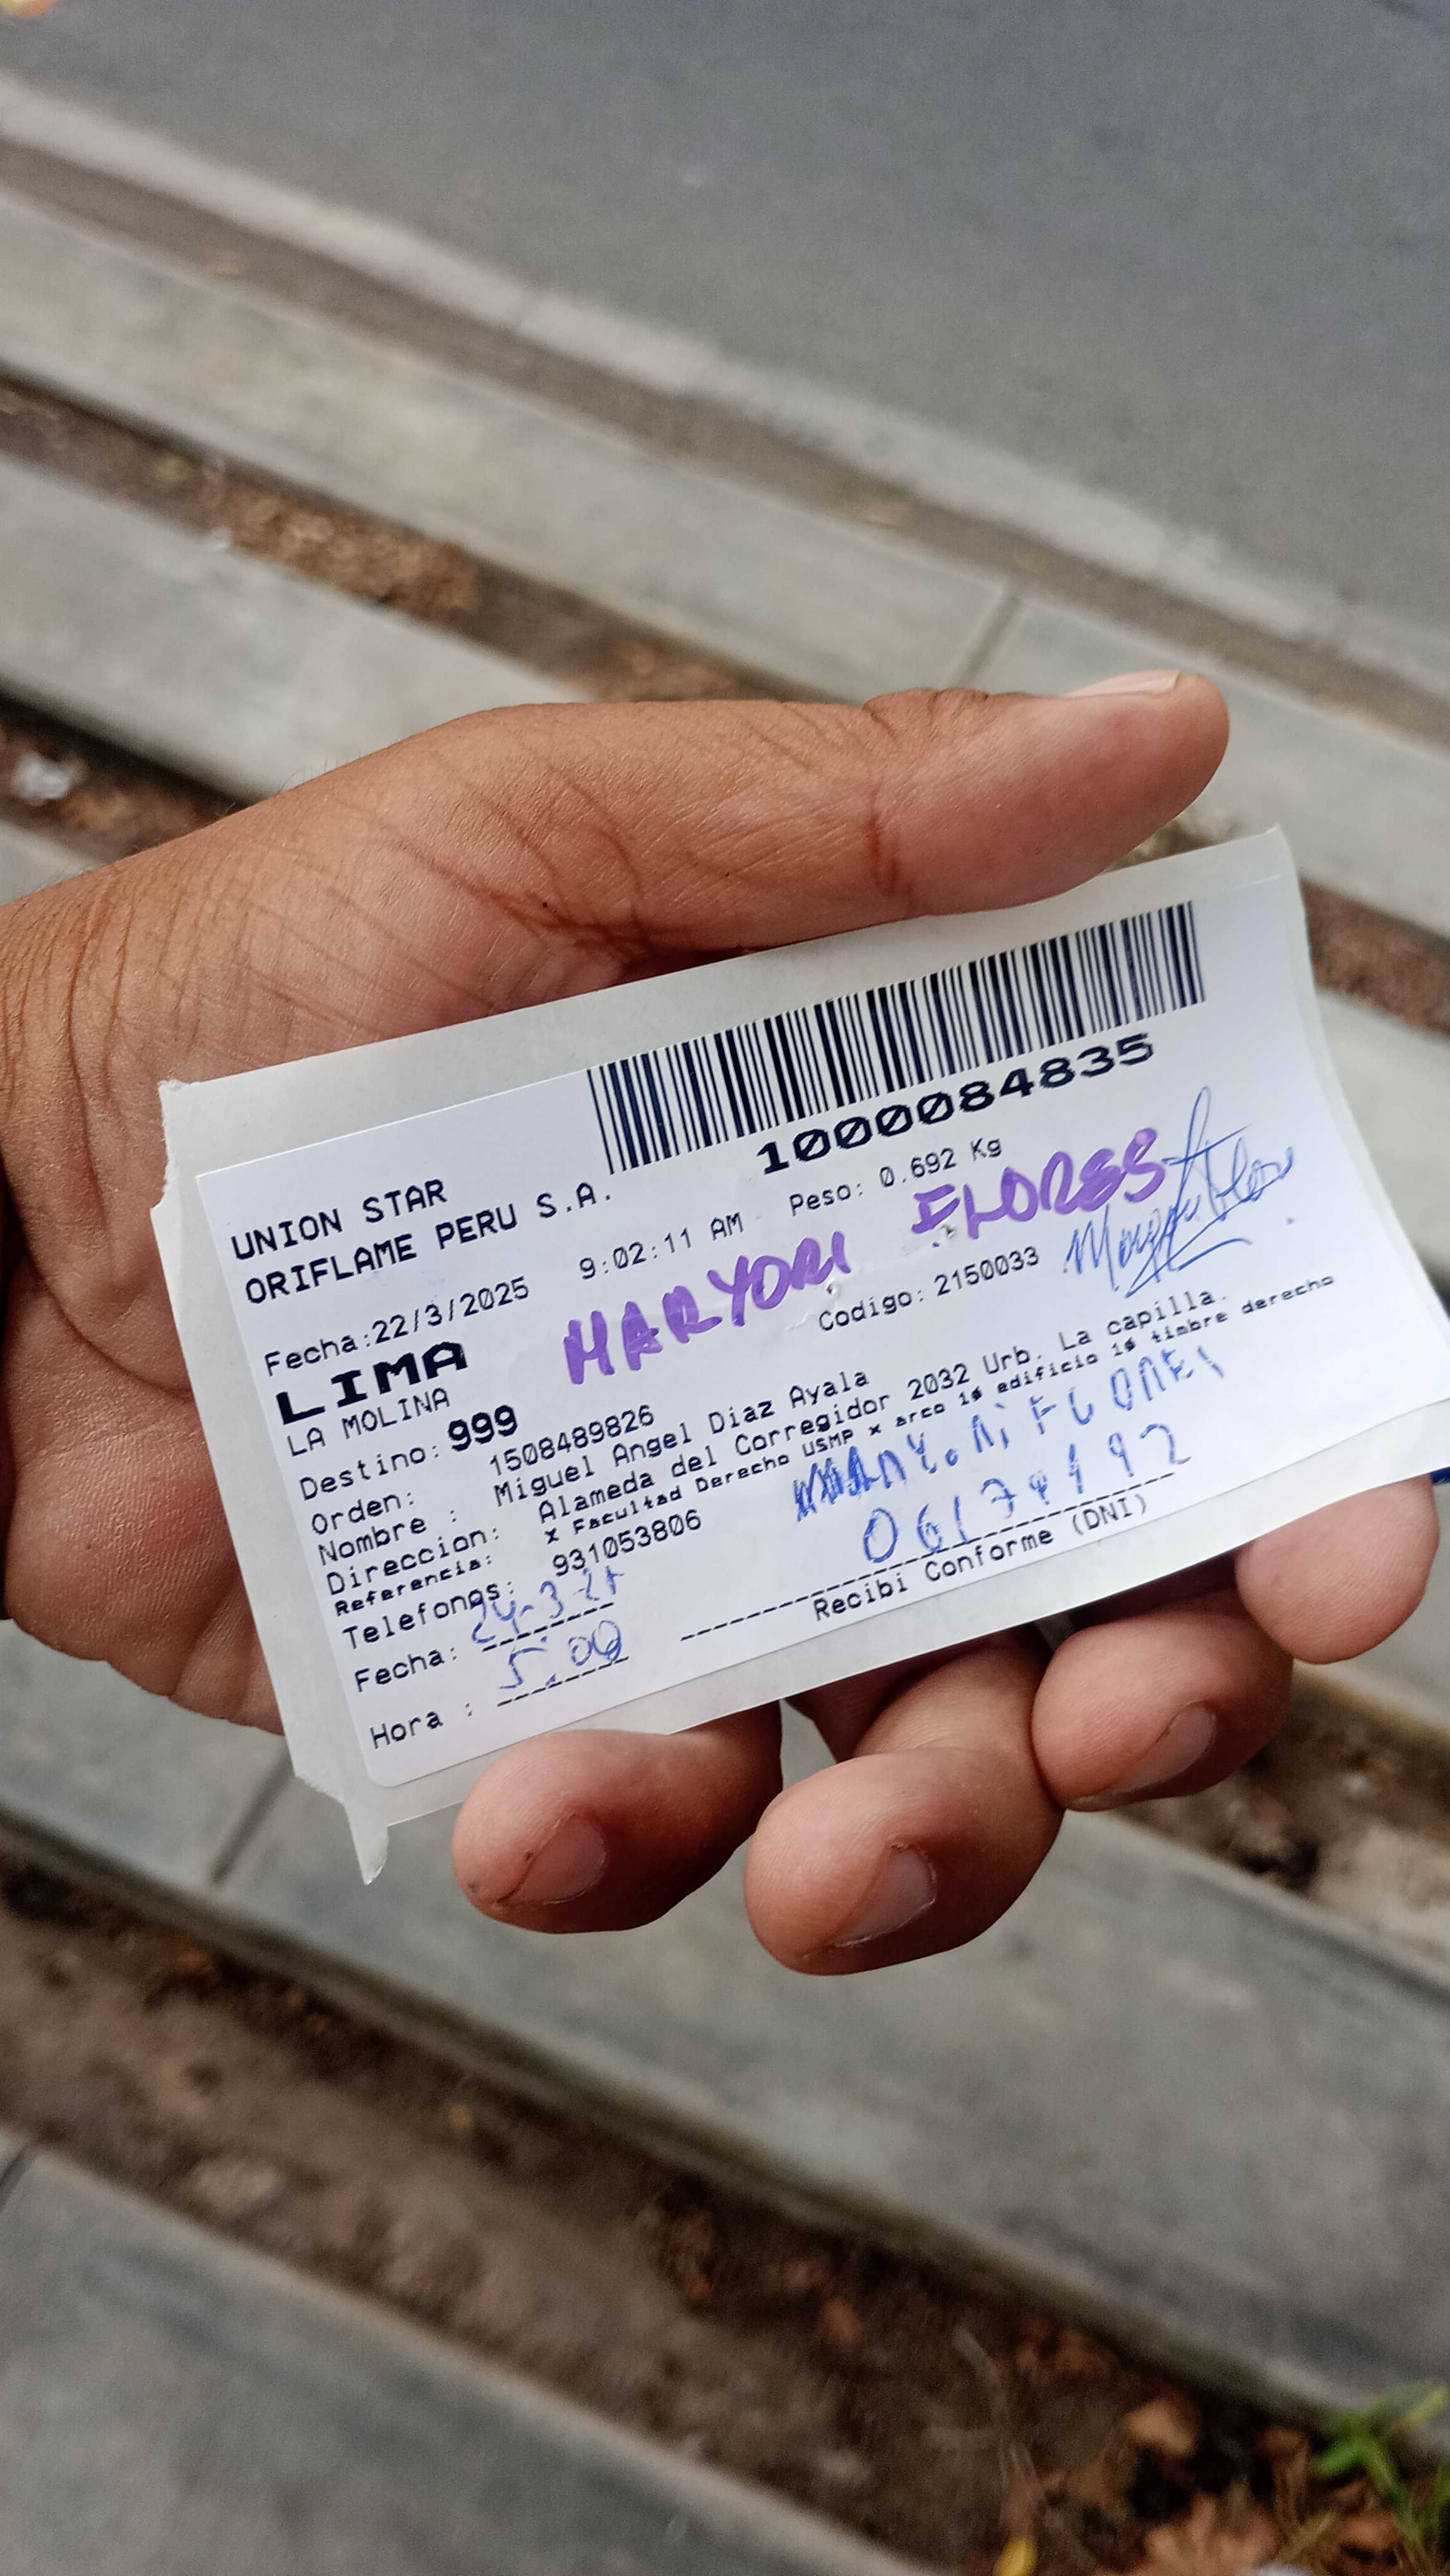 1000084835
UNION STAR
ORIFLAME PERU S.A.
Fecha:22/3/2025 9:02:11 AM Peso: 0.692 Kg
LIMA MARYORI FLORES
LA MOLINA Codigo: 2150033
Destino: 999
Orden: 1508489826
Nombre : Miguel Angel Diaz Ayala
Direccion: Alameda del Corregidor 2032 Urb. La capilla.
Referencia: x Facultad Derecho USMP x arco 1$ edificio 1$ timbre derecho
Telefonos: 931053806
Fecha: 24-3-
Hora : 5:00
FLORES
Recibi Conforme (DNI)